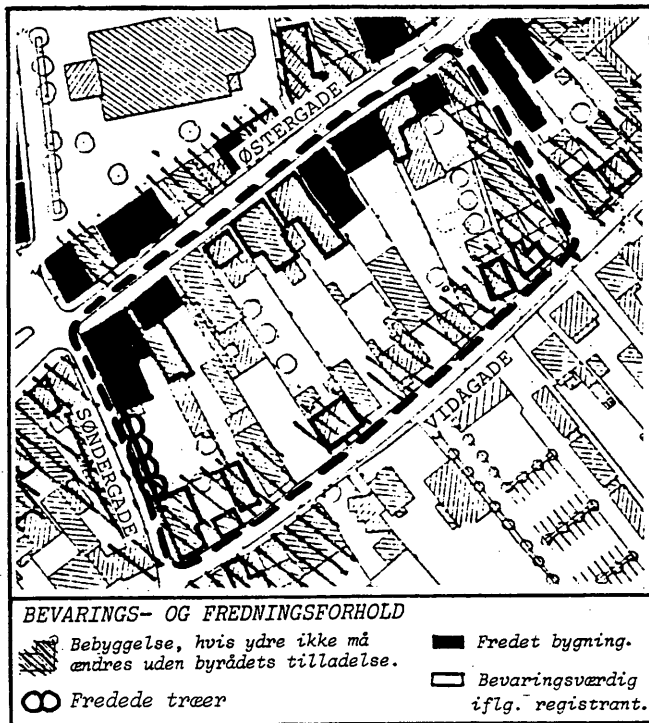 ØSTERGADE
SØNDERGADE
VIDÅGADE
BEVARINGS- OG FREDNINGSFORHOLD
Bebyggelse, hvis ydre ikke må
ændres uden byrådets tilladelse.
Fredede træer
Fredet bygning.
Bevaringsværdig
iflg. registrant.